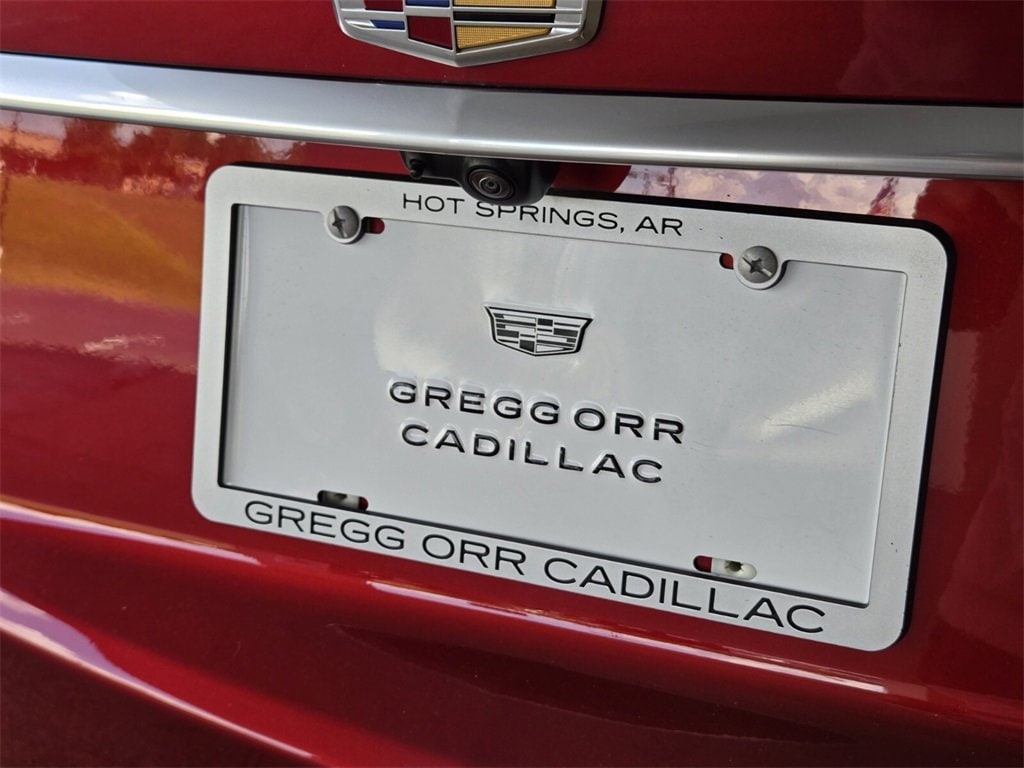 HOT SPRINGS, AR
GREGG ORR
CADILLAC
GREGG ORR CADILLAC